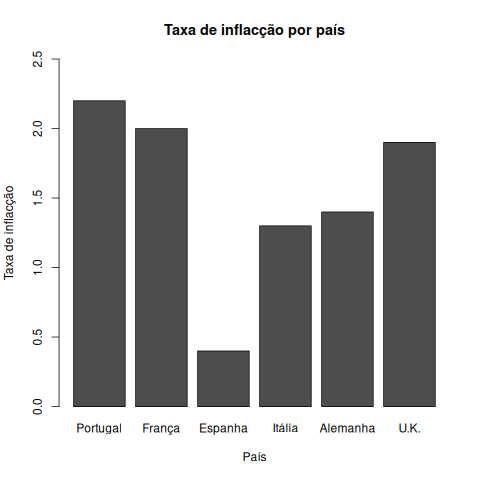 Taxa de inflacção por país
Taxa de inflacção
2.5
2.0
1.5
1.0
0.5
0.0
Portugal França Espanha Itália Alemanha U.K.
País